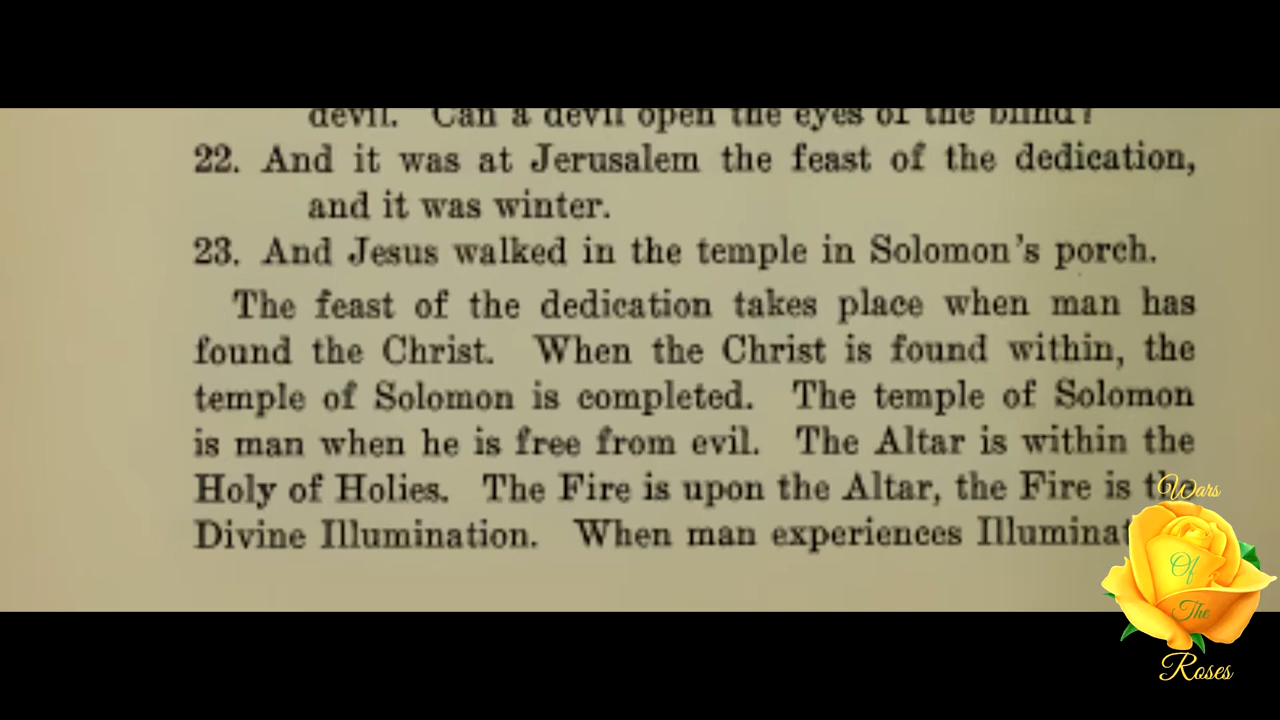 devil. Can a devil open the eyes of the blind?
22. And it was at Jerusalem the feast of the dedication,
and it was winter.
23. And Jesus walked in the temple in Solomon's porch.
The feast of the dedication takes place when man has
found the Christ. When the Christ is found within, the
temple of Solomon is completed. The temple of Solomon
is man when he is free from evil. The Altar is within the
Holy of Holies. The Fire is upon the Altar, the Fire is the
Divine Illumination. When man experiences Illuminat
Wars
Of
The
Roses